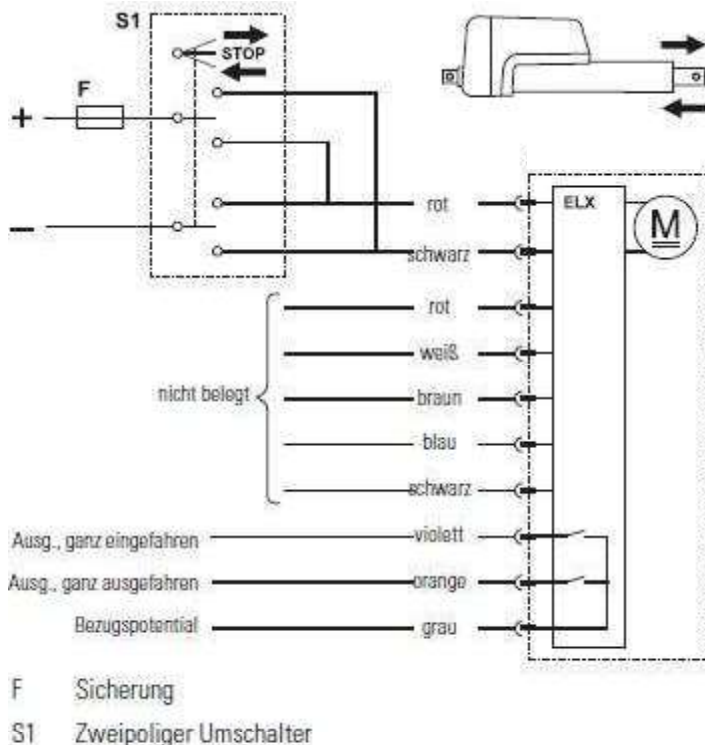 S1
STOP
F
+
−
rot
ELX
M
schwarz
rot
weiß
nicht belegt
braun
blau
schwarz
Ausg., ganz eingefahren
violett
Ausg., ganz ausgefahren
orange
Bezugspotential
grau
F Sicherung
S1 Zweipoliger Umschalter